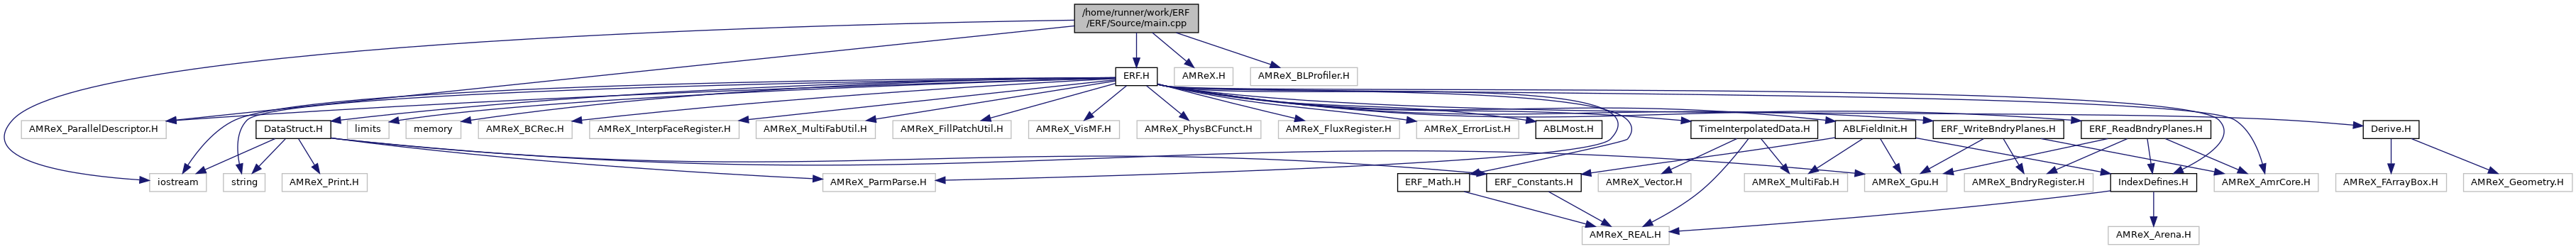 /home/runner/work/ERF
/ERF/Source/main.cpp
ERF.H
AMReX.H
AMReX_BLProfiler.H
AMReX_ParallelDescriptor.H
DataStruct.H
limits
memory
AMReX_BCRec.H
AMReX_InterpFaceRegister.H
AMReX_MultiFabUtil.H
AMReX_FillPatchUtil.H
AMReX_VisMF.H
AMReX_PhysBCFunct.H
AMReX_FluxRegister.H
AMReX_ErrorList.H
ABLMost.H
TimeInterpolatedData.H
ABLFieldInit.H
ERF_WriteBndryPlanes.H
ERF_ReadBndryPlanes.H
Derive.H
iostream
string
AMReX_Print.H
AMReX_ParmParse.H
ERF_Math.H
ERF_Constants.H
AMReX_Vector.H
AMReX_MultiFab.H
AMReX_Gpu.H
AMReX_BndryRegister.H
IndexDefines.H
AMReX_AmrCore.H
AMReX_FArrayBox.H
AMReX_Geometry.H
AMReX_REAL.H
AMReX_Arena.H